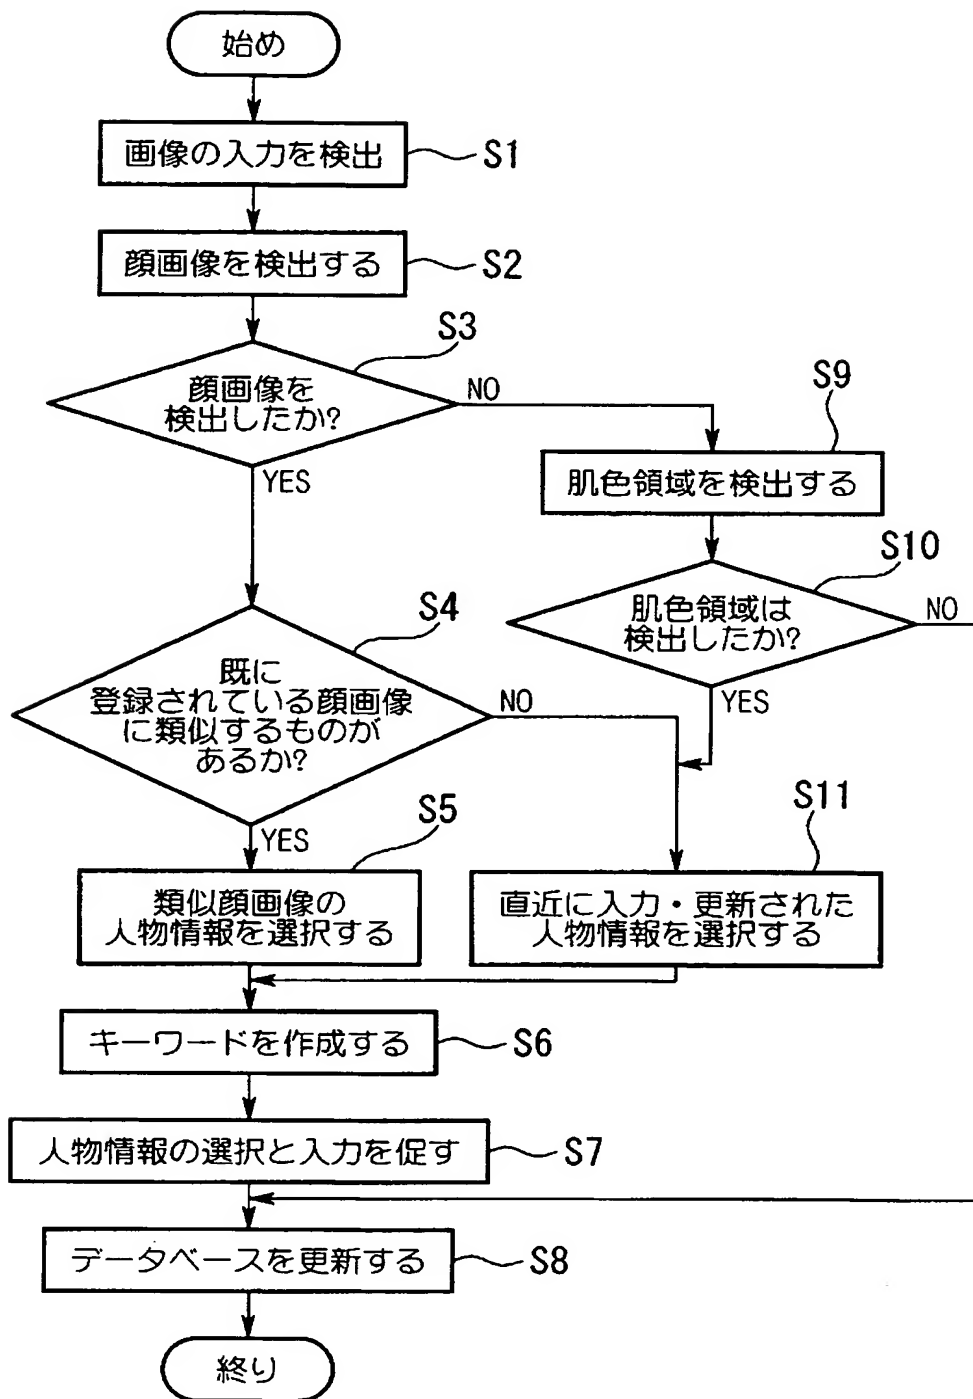 始め
画像の入力を検出
S1
顔画像を検出する
S2
S3
顔画像を
検出したか?
NO
YES
S9
肌色領域を検出する
S10
肌色領域は
検出したか?
NO
YES
S4
既に
登録されている顔画像
に類似するものが
あるか?
NO
YES
S5
類似顔画像の
人物情報を選択する
S11
直近に入力・更新された
人物情報を選択する
キーワードを作成する
S6
人物情報の選択と入力を促す
S7
データベースを更新する
S8
終り